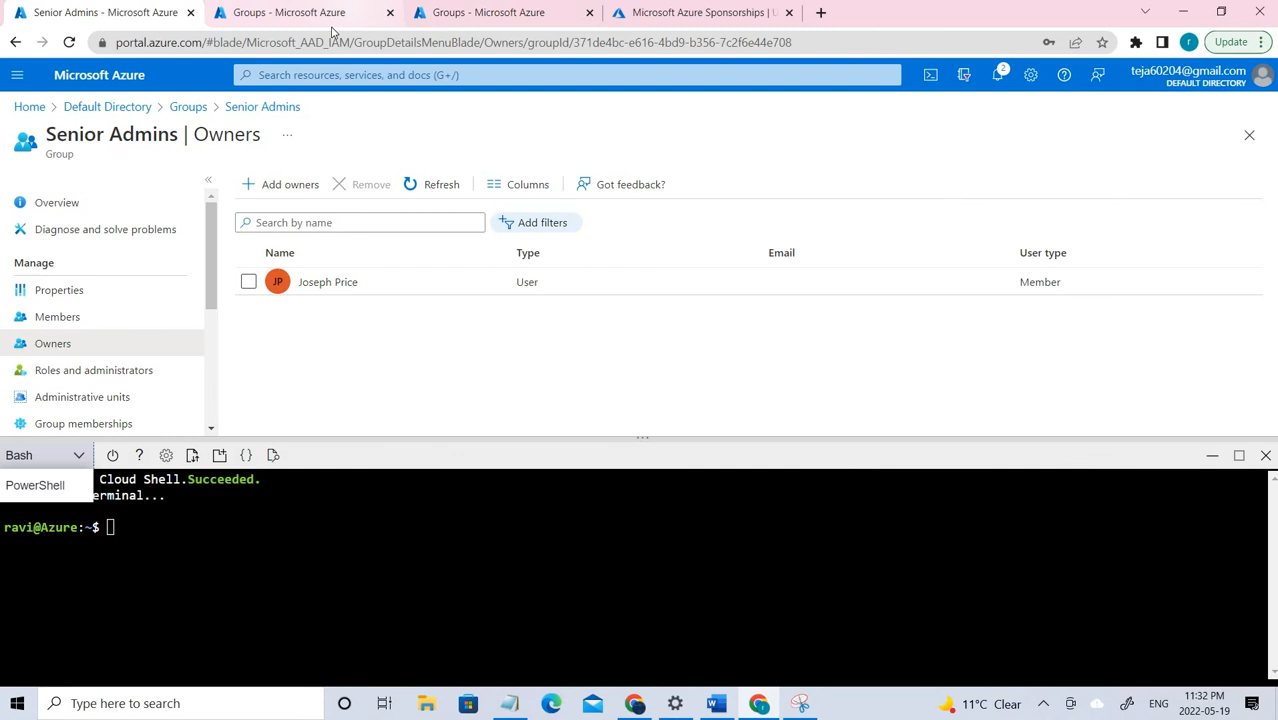 Senior Admins - Microsoft Azure
Groups - Microsoft Azure
Groups - Microsoft Azure
Microsoft Azure Sponsorships | U
portal.azure.com/#blade/Microsoft_AAD_IAM/GroupDetailsMenuBlade/Owners/groupId/371de4bc-e616-4bd9-b356-7c2f6e44e708
r
Update
Microsoft Azure
Search resources, services, and docs (G+/)
2
teja60204@gmail.com
DEFAULT DIRECTORY
Home > Default Directory > Groups > Senior Admins
Senior Admins | Owners ...
Group
Overview
Diagnose and solve problems
Manage
Properties
Members
Owners
Roles and administrators
Administrative units
Group memberships
Add owners
Remove
Refresh
Columns
Got feedback?
Search by name
Add filters
Name Type Email User type
JP Joseph Price User Member
Bash
PowerShell
Cloud Shell.Succeeded.
erminal...
ravi@Azure:~$
Type here to search
11°C Clear
ENG
11:32 PM
2022-05-19